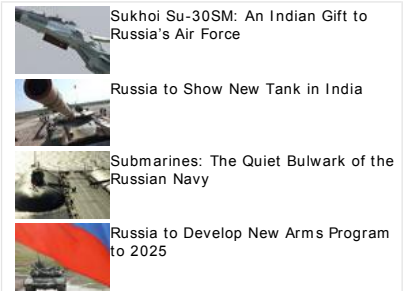 Sukhoi Su-30SM: An Indian Gift to
Russia's Air Force
Russia to Show New Tank in India
Submarines: The Quiet Bulwark of the
Russian Navy
Russia to Develop New Arms Program
to 2025